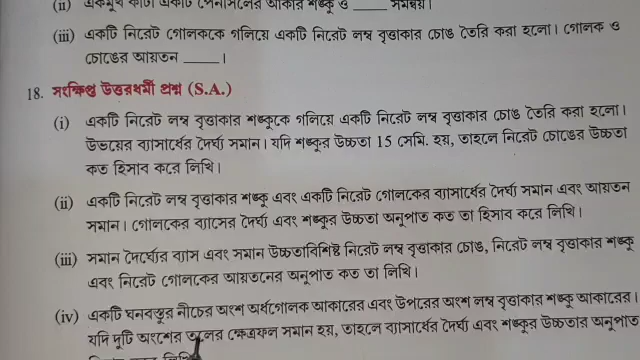 (ii) একমুখ কাটা একটি পেনসিলের আকার শঙ্কু ও _____ সমন্বয়।
(iii) একটি নিরেট গোলককে গলিয়ে একটি নিরেট লম্ব বৃত্তাকার চোঙ তৈরি করা হলো। গোলক ও
চোঙের আয়তন _____।
18. সংক্ষিপ্ত উত্তরধর্মী প্রশ্ন (S.A.)
(i) একটি নিরেট লম্ব বৃত্তাকার শঙ্কুকে গলিয়ে একটি নিরেট লম্ব বৃত্তাকার চোঙ তৈরি করা হলো।
উভয়ের ব্যাসার্ধের দৈর্ঘ্য সমান। যদি শঙ্কুর উচ্চতা 15 সেমি. হয়, তাহলে নিরেট চোঙের উচ্চতা
কত হিসাব করে লিখি।
(ii) একটি নিরেট লম্ব বৃত্তাকার শঙ্কু এবং একটি নিরেট গোলকের ব্যাসার্ধের দৈর্ঘ্য সমান এবং আয়তন
সমান। গোলকের ব্যাসের দৈর্ঘ্য এবং শঙ্কুর উচ্চতা অনুপাত কত তা হিসাব করে লিখি।
(iii) সমান দৈর্ঘ্যের ব্যাস এবং সমান উচ্চতাবিশিষ্ট নিরেট লম্ব বৃত্তাকার চোঙ, নিরেট লম্ব বৃত্তাকার শঙ্কু
এবং নিরেট গোলকের আয়তনের অনুপাত কত তা লিখি।
(iv) একটি ঘনবস্তুর নীচের অংশ অর্ধগোলক আকারের এবং উপরের অংশ লম্ব বৃত্তাকার শঙ্কু আকারের।
যদি দুটি অংশের তলের ক্ষেত্রফল সমান হয়, তাহলে ব্যাসার্ধের দৈর্ঘ্য এবং শঙ্কুর উচ্চতার অনুপাত